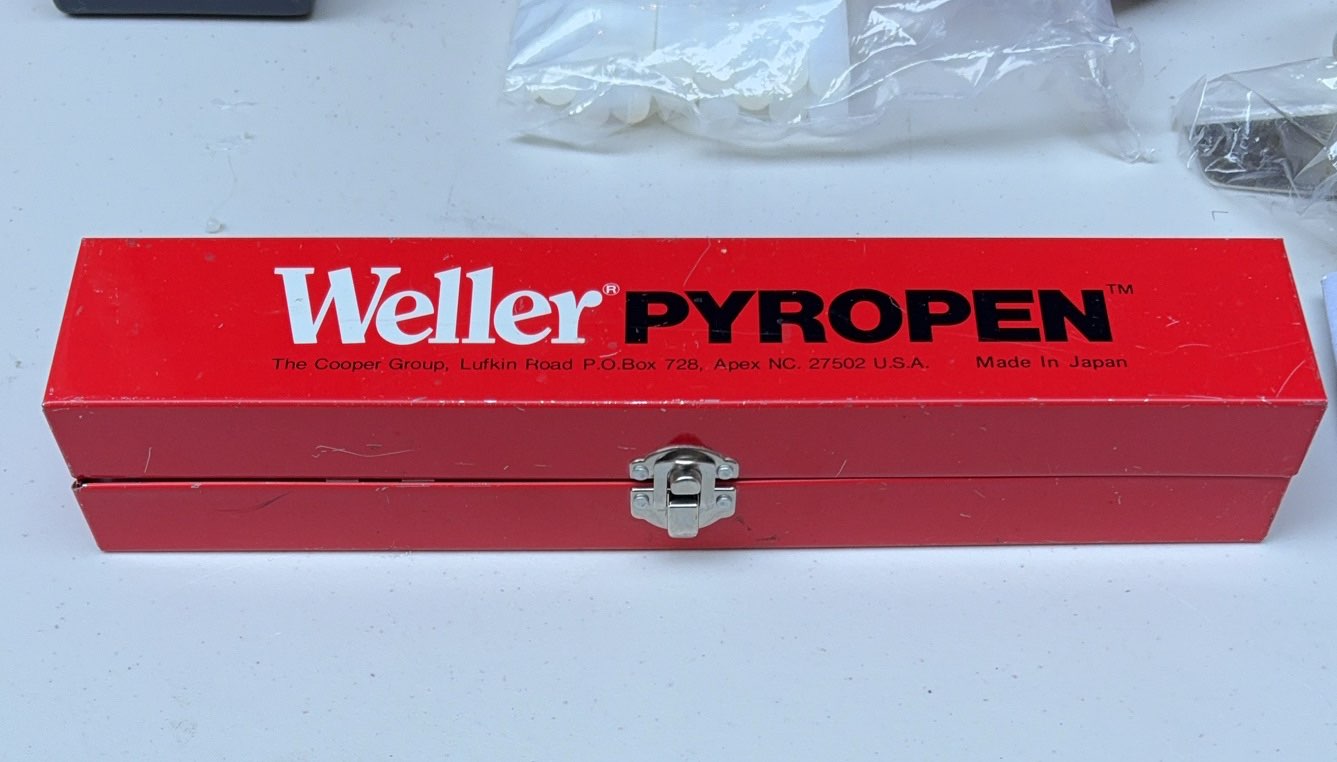 Weller® PYROPEN™
The Cooper Group, Lufkin Road P.O.Box 728, Apex NC. 27502 U.S.A. Made In Japan